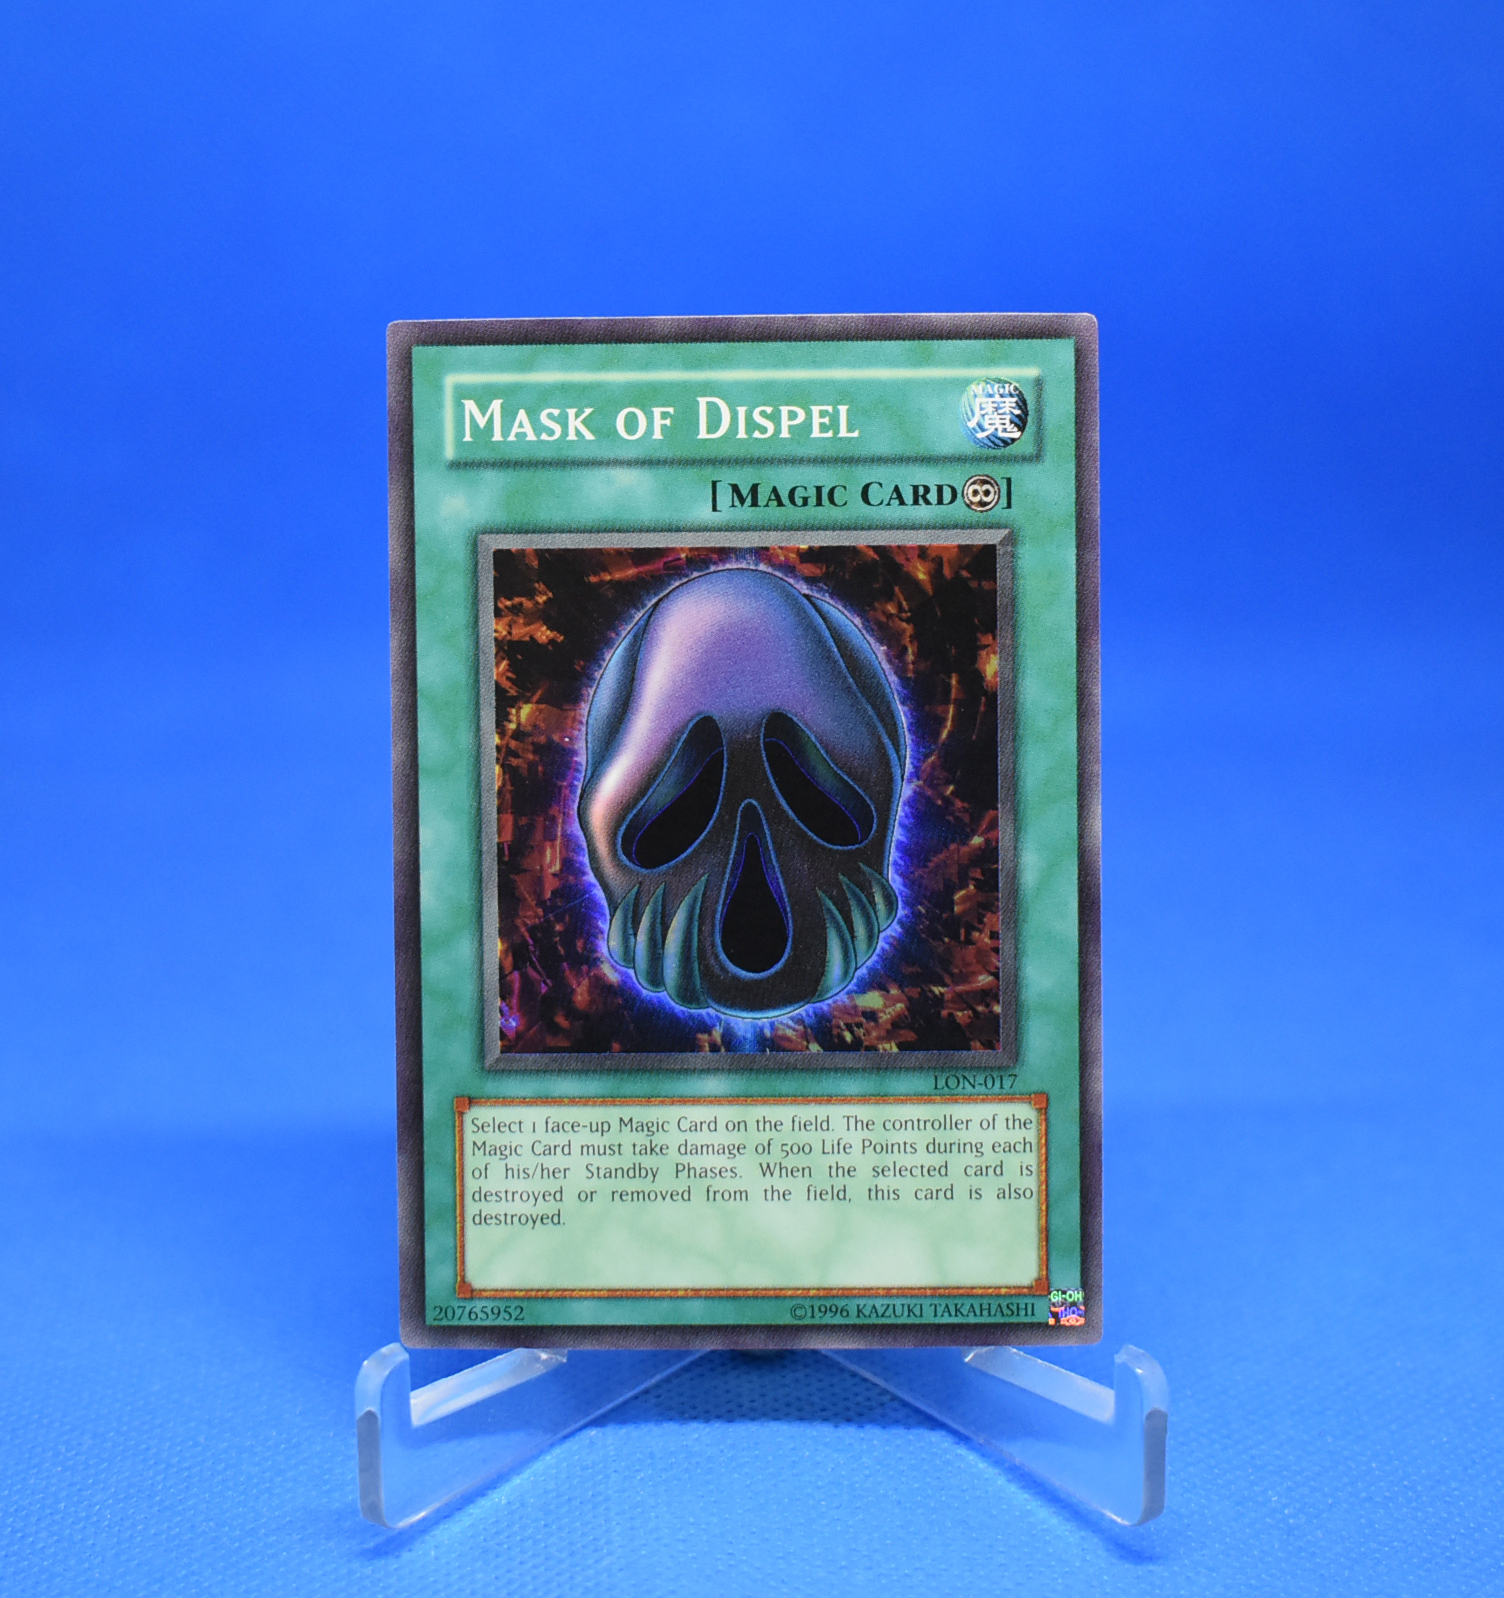 Mask of Dispel
MAGIC
魔
[Magic Card]
LON-017
Select 1 face-up Magic Card on the field. The controller of the
Magic Card must take damage of 500 Life Points during each
of his/her Standby Phases. When the selected card is
destroyed or removed from the field, this card is also
destroyed.
20765952
©1996 KAZUKI TAKAHASHI
GI-OH